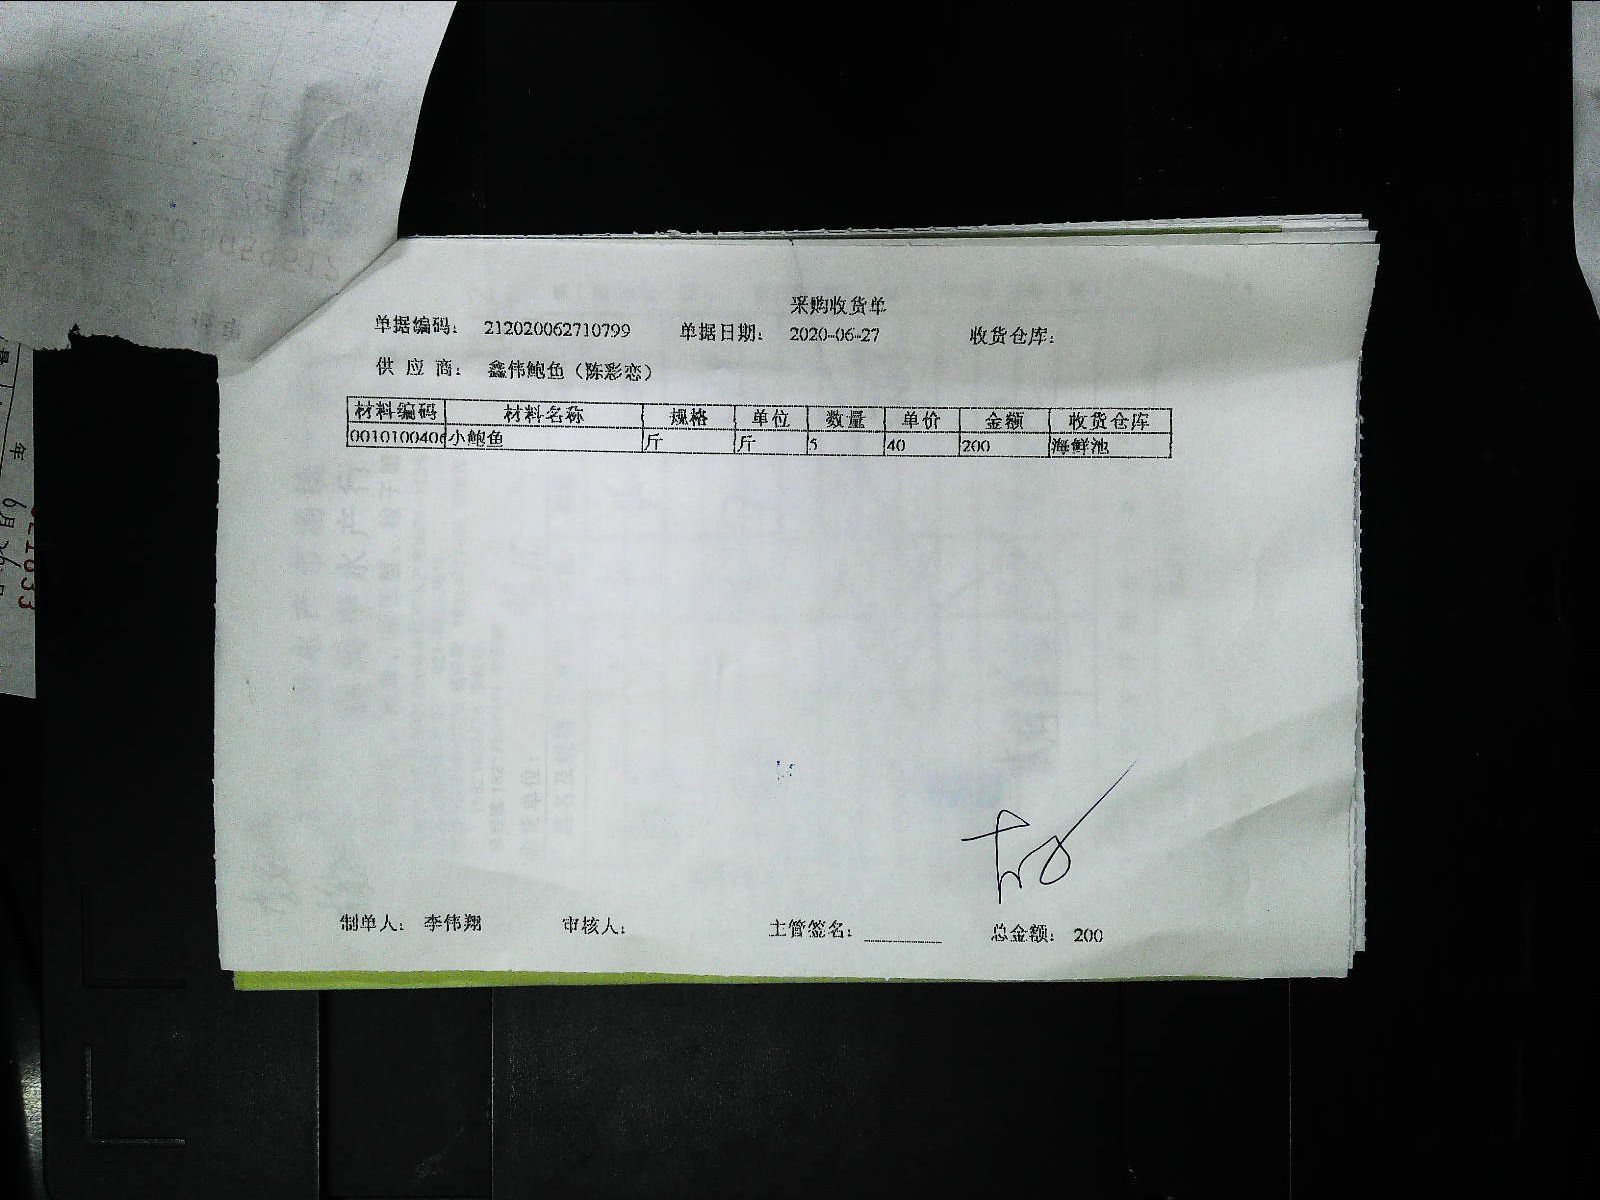 采购收货单
单据编码： 212020062710799 单据日期： 2020-06-27 收货仓库：
供 应 商： 鑫伟鲍鱼（陈彩恋）
材料编码 材料名称 规格 单位 数量 单价 金额 收货仓库
0010100406 小鲍鱼 斤 斤 5 40 200 海鲜池
制单人： 李伟翔 审核人： 主管签名： 总金额： 200